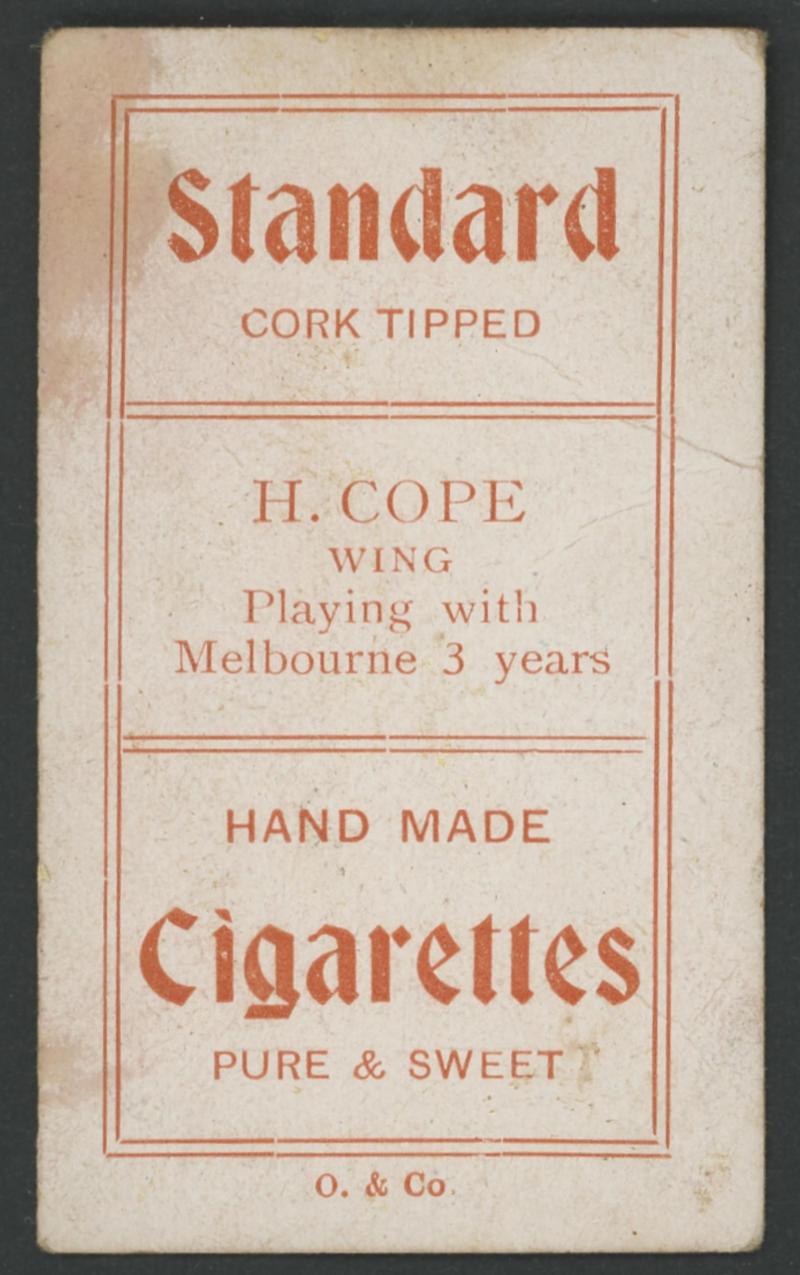 Standard
CORK TIPPED
H. COPE
WING
Playing with
Melbourne 3 years
HAND MADE
Cigarettes
PURE & SWEET
O. & Co.